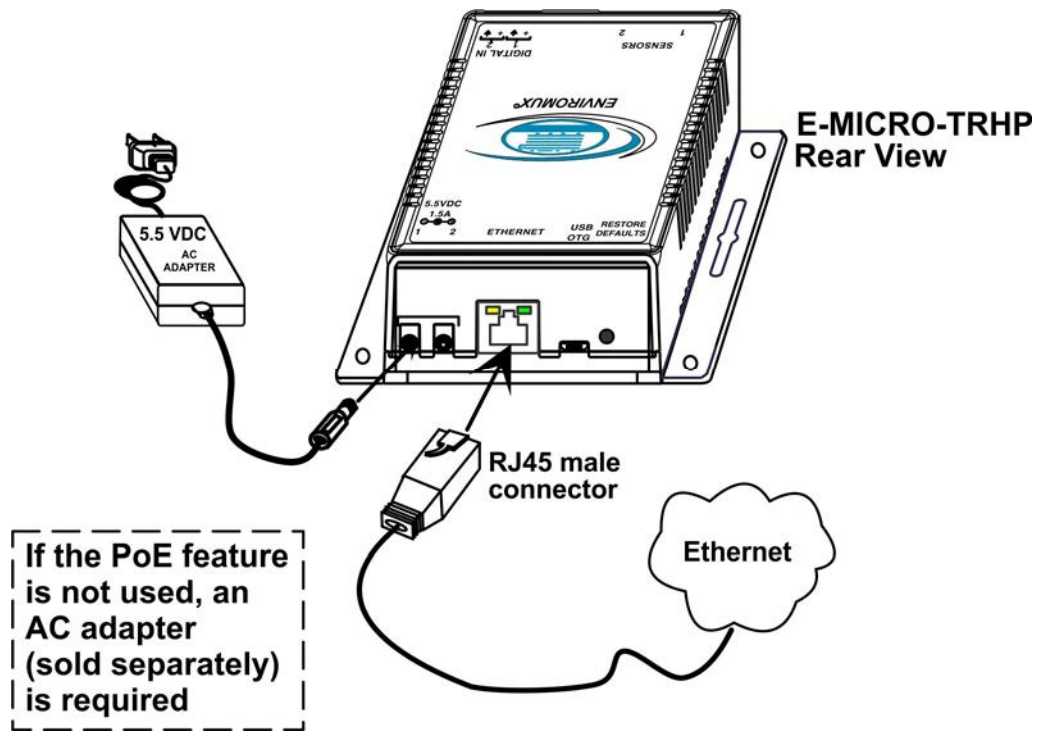 1
2
SENSORS
+ +
1
2
DIGITAL IN
ENVIROMUX®
E-MICRO-TRHP
Rear View
5.5VDC
1.5A
1 2
ETHERNET
USB
OTG
RESTORE
DEFAULTS
5.5 VDC
AC
ADAPTER
RJ45 male
connector
Ethernet
If the PoE feature
is not used, an
AC adapter
(sold separately)
is required